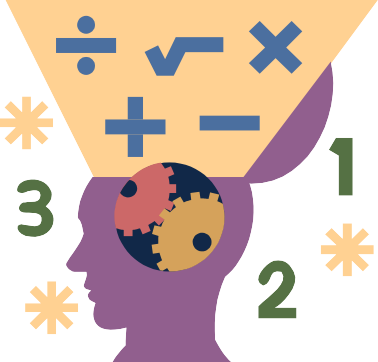 ÷ √ ×
+ −
1
3
2